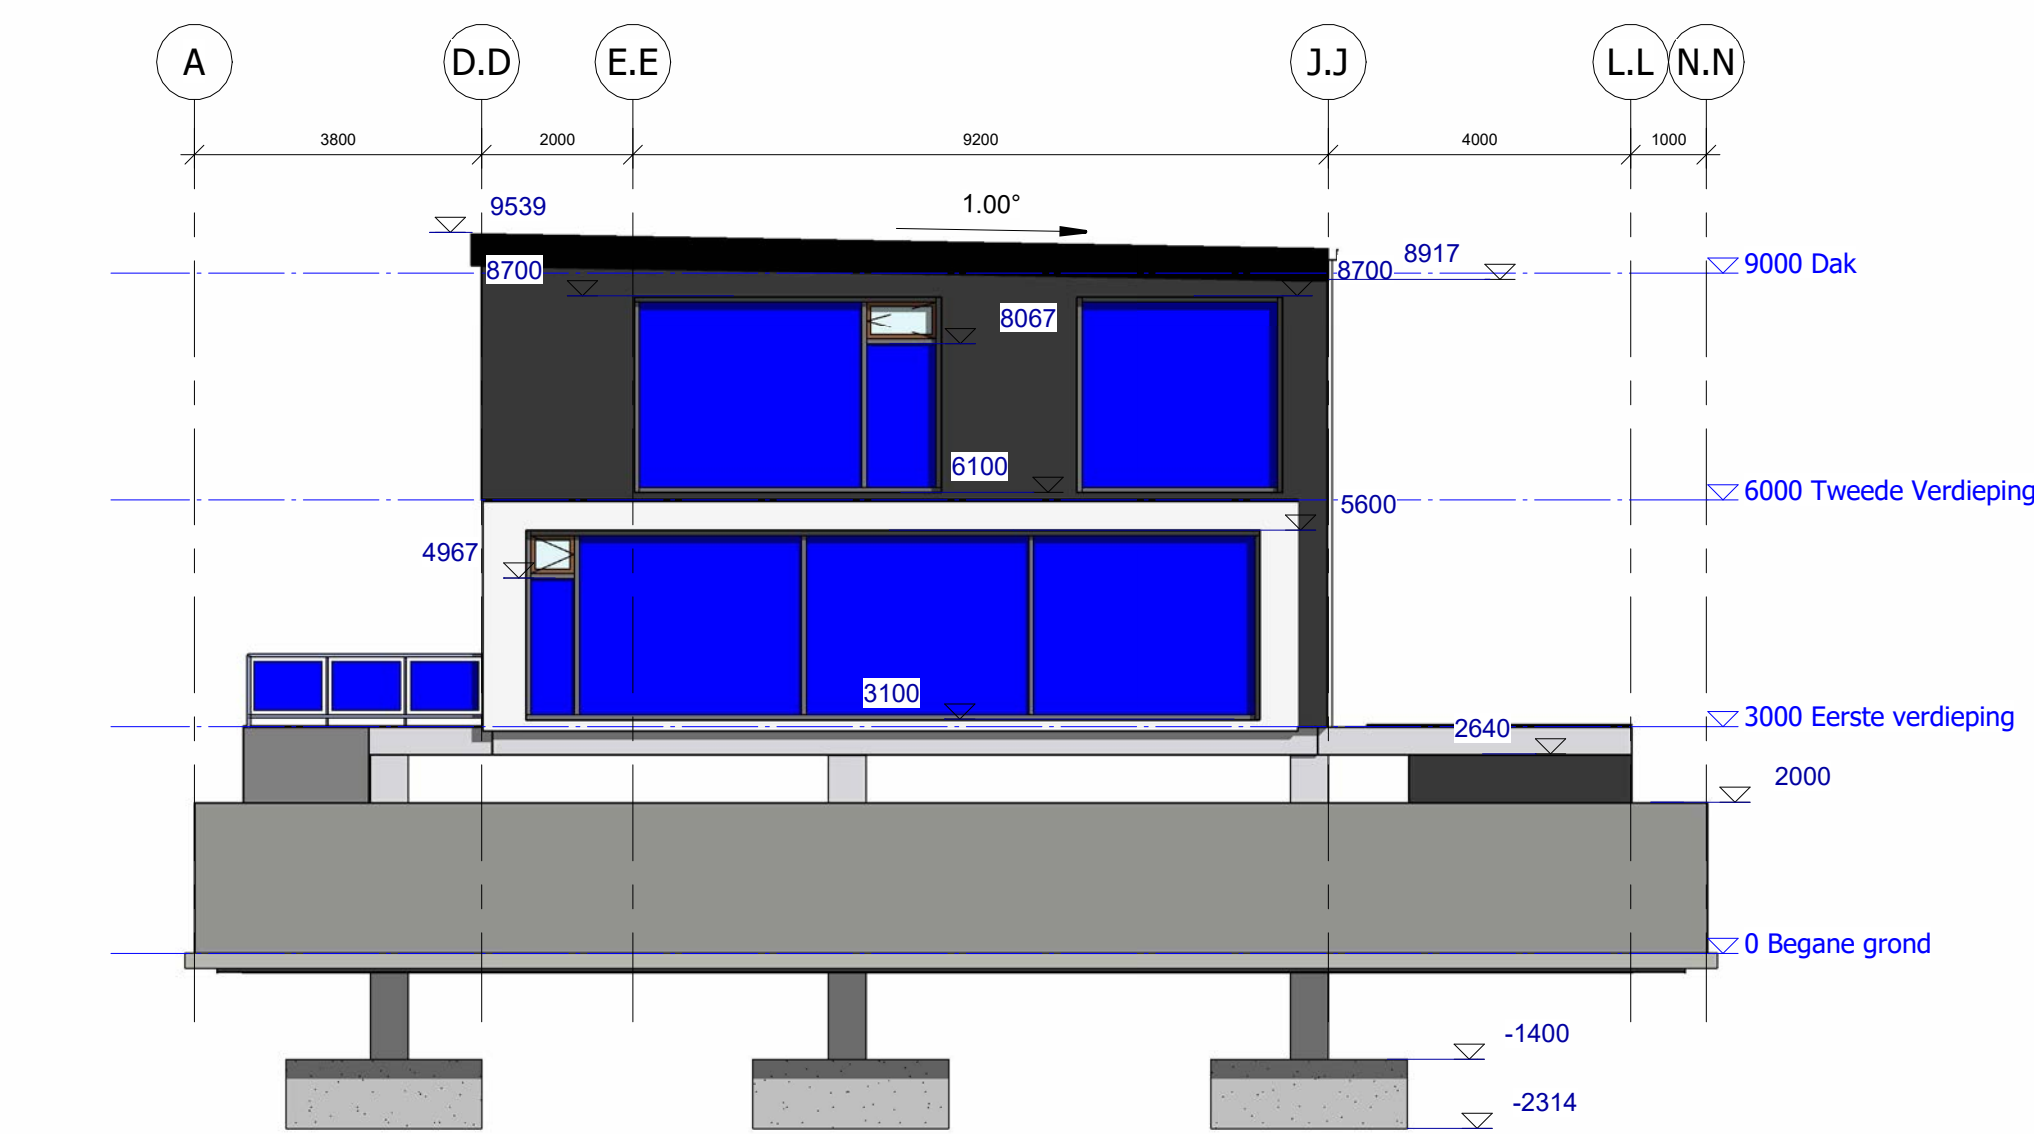 A D.D E.E J.J L.L N.N
3800 2000 9200 4000 1000
9539 1.00°
8700 8700 8917 9000 Dak
8067
6100 6000 Tweede Verdieping
5600
4967
3100 3000 Eerste verdieping
2640
2000
0 Begane grond
-1400
-2314